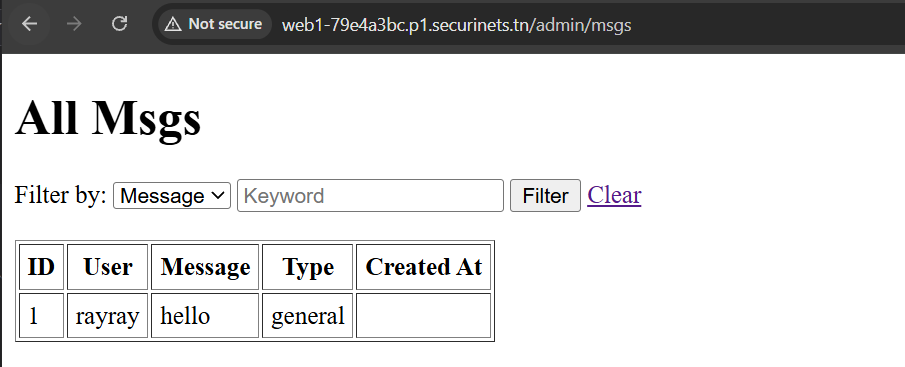 Not secure web1-79e4a3bc.p1.securinets.tn/admin/msgs
All Msgs
Filter by: Message Keyword Filter Clear
ID User Message Type Created At
1 rayray hello general